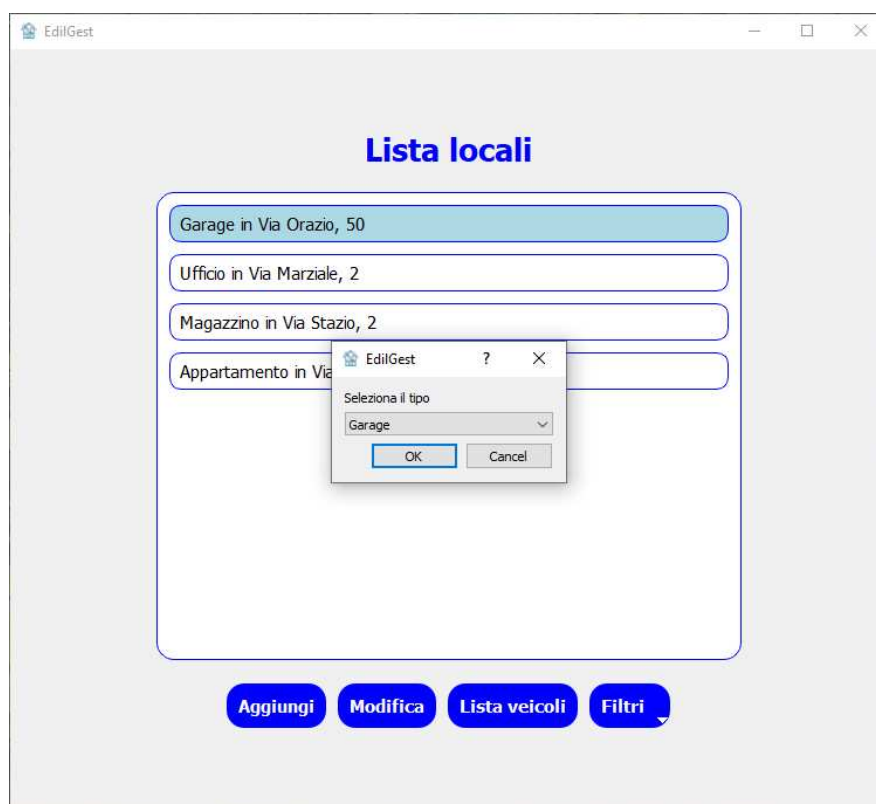 EdilGest
Lista locali
Garage in Via Orazio, 50
Ufficio in Via Marziale, 2
Magazzino in Via Stazio, 2
Appartamento in Via
EdilGest ?
Seleziona il tipo
Garage
OK Cancel
Aggiungi Modifica Lista veicoli Filtri